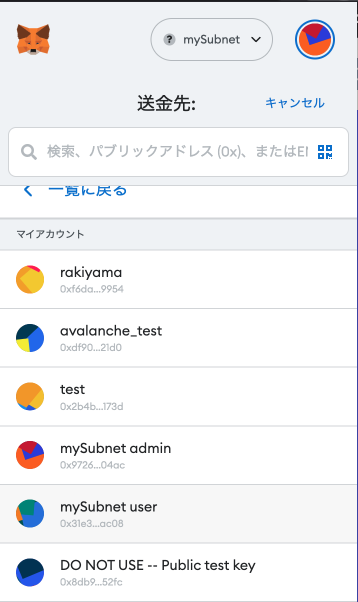 mySubnet
送金先:
キャンセル
検索、パブリックアドレス (0x)、またはEN
一覧に戻る
マイアカウント
rakiyama
0xf6da...9954
avalanche_test
0xdf90...21d0
test
0x2b4b...173d
mySubnet admin
0x9726...04ac
mySubnet user
0x31e3...ac08
DO NOT USE -- Public test key
0x8db9...52fc